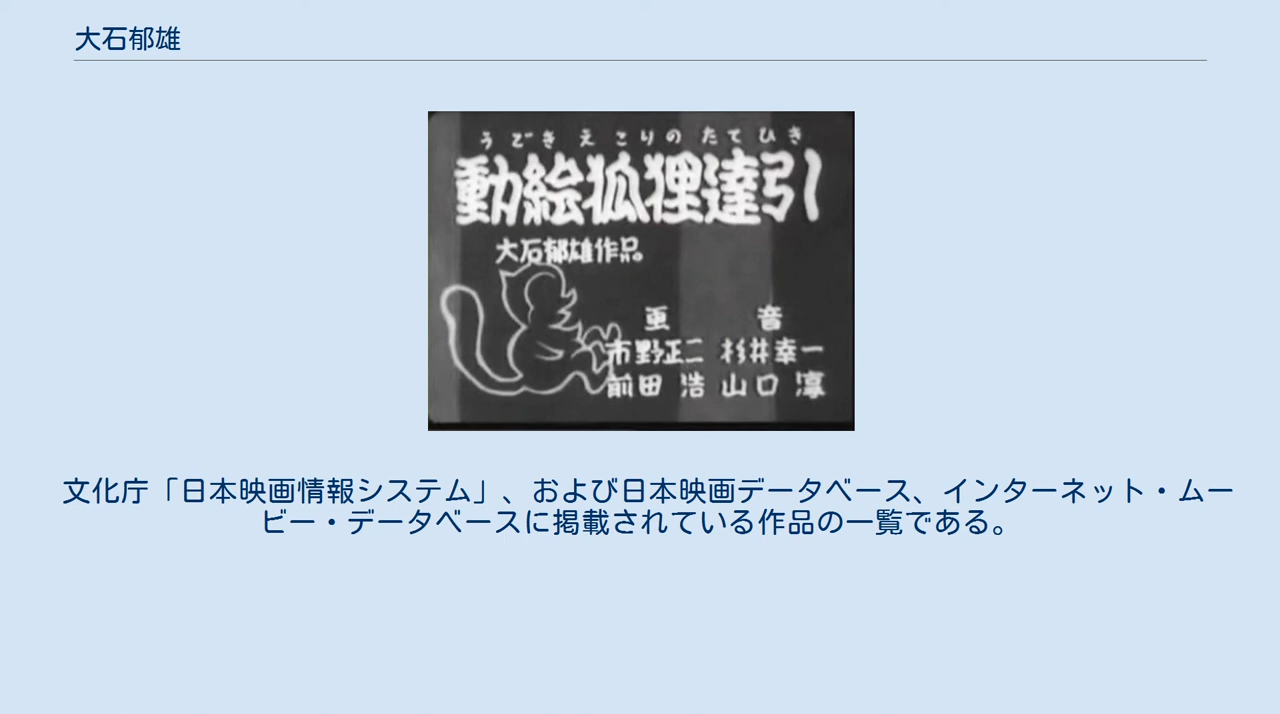 大石郁雄
うごきえこりのたてひき
動絵狐狸達引
大石郁雄作品
画 音
市野正二 杉井幸一
前田 浩 山口 淳
文化庁「日本映画情報システム」、および日本映画データベース、インターネット・ムー
ビー・データベースに掲載されている作品の一覧である。